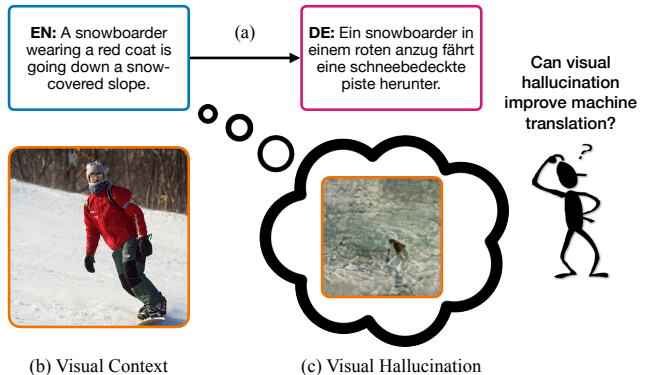 EN: A snowboarder
wearing a red coat is
going down a snow-
covered slope.
(a)
DE: Ein snowboarder in
einem roten anzug fährt
eine schneebedeckte
piste herunter.
Can visual
hallucination
improve machine
translation?
?
(b) Visual Context
(c) Visual Hallucination